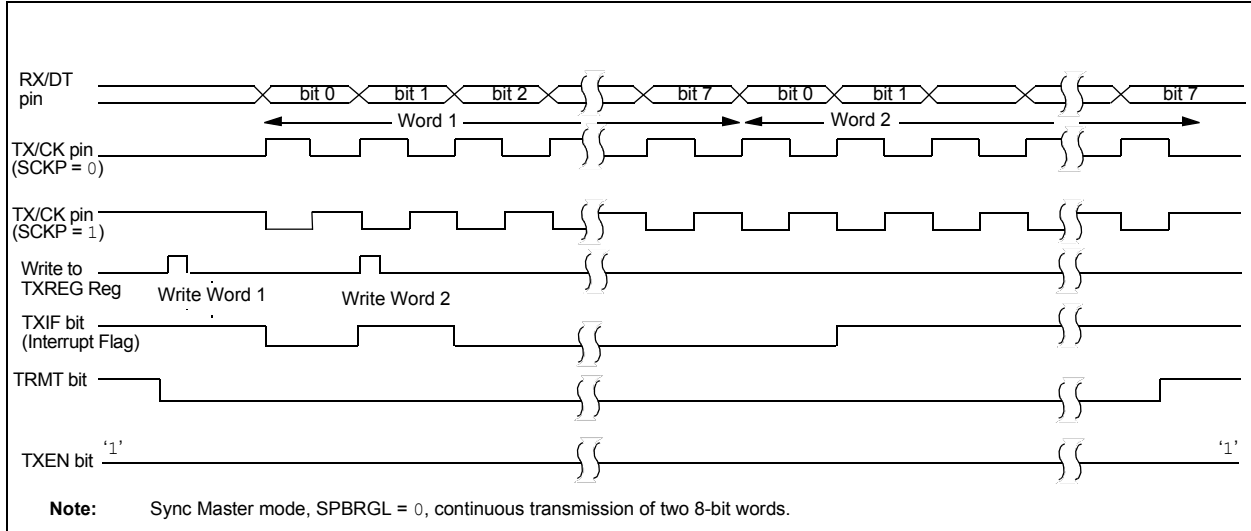 RX/DT
pin
bit 0
bit 1
bit 2
bit 7
bit 0
bit 1
bit 7
Word 1
Word 2
TX/CK pin
(SCKP = 0)
TX/CK pin
(SCKP = 1)
Write to
TXREG Reg
Write Word 1
Write Word 2
TXIF bit
(Interrupt Flag)
TRMT bit
TXEN bit
‘1’
‘1’
Note: Sync Master mode, SPBRGL = 0, continuous transmission of two 8-bit words.